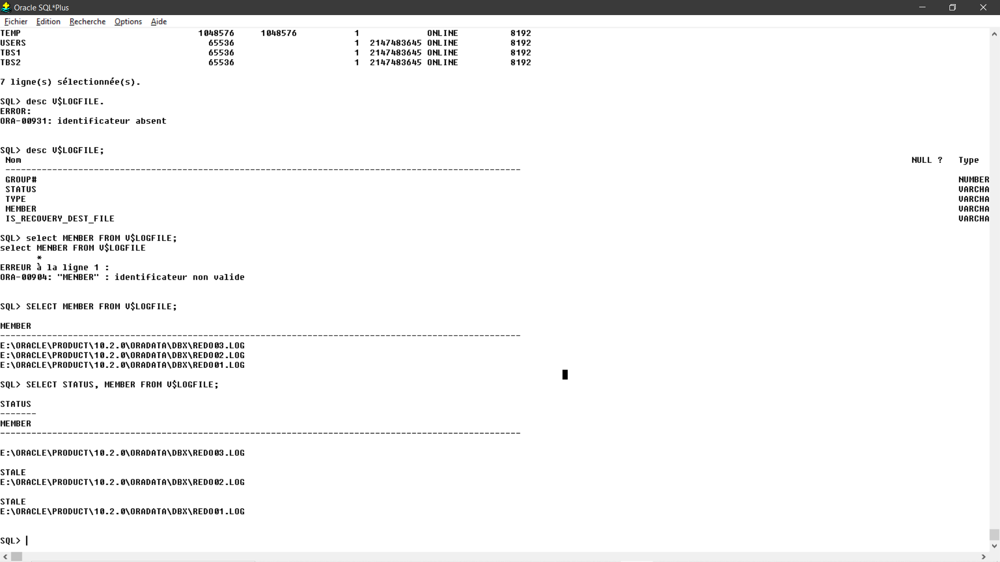 Oracle SQL*Plus
Fichier Edition Recherche Options Aide
TEMP 1048576 1048576 1 ONLINE 8192
USERS 65536 1 2147483645 ONLINE 8192
TBS1 65536 1 2147483645 ONLINE 8192
TBS2 65536 1 2147483645 ONLINE 8192
7 ligne(s) sélectionnée(s).
SQL> desc V$LOGFILE.
ERROR:
ORA-00931: identificateur absent
SQL> desc V$LOGFILE;
Nom NULL ? Type
---------------------------------------------------------------------------------------------------
GROUP# NUMBER
STATUS VARCHA
TYPE VARCHA
MEMBER VARCHA
IS_RECOVERY_DEST_FILE VARCHA
SQL> select MENBER FROM V$LOGFILE;
select MENBER FROM V$LOGFILE
*
ERREUR à la ligne 1 :
ORA-00904: "MENBER" : identificateur non valide
SQL> SELECT MEMBER FROM V$LOGFILE;
MEMBER
----------------------------------------------------------------------------------------------------
E:\ORACLE\PRODUCT\10.2.0\ORADATA\DBX\REDO03.LOG
E:\ORACLE\PRODUCT\10.2.0\ORADATA\DBX\REDO02.LOG
E:\ORACLE\PRODUCT\10.2.0\ORADATA\DBX\REDO01.LOG
SQL> SELECT STATUS, MEMBER FROM V$LOGFILE;
STATUS
-------
MEMBER
----------------------------------------------------------------------------------------------------
E:\ORACLE\PRODUCT\10.2.0\ORADATA\DBX\REDO03.LOG
STALE
E:\ORACLE\PRODUCT\10.2.0\ORADATA\DBX\REDO02.LOG
STALE
E:\ORACLE\PRODUCT\10.2.0\ORADATA\DBX\REDO01.LOG
SQL>